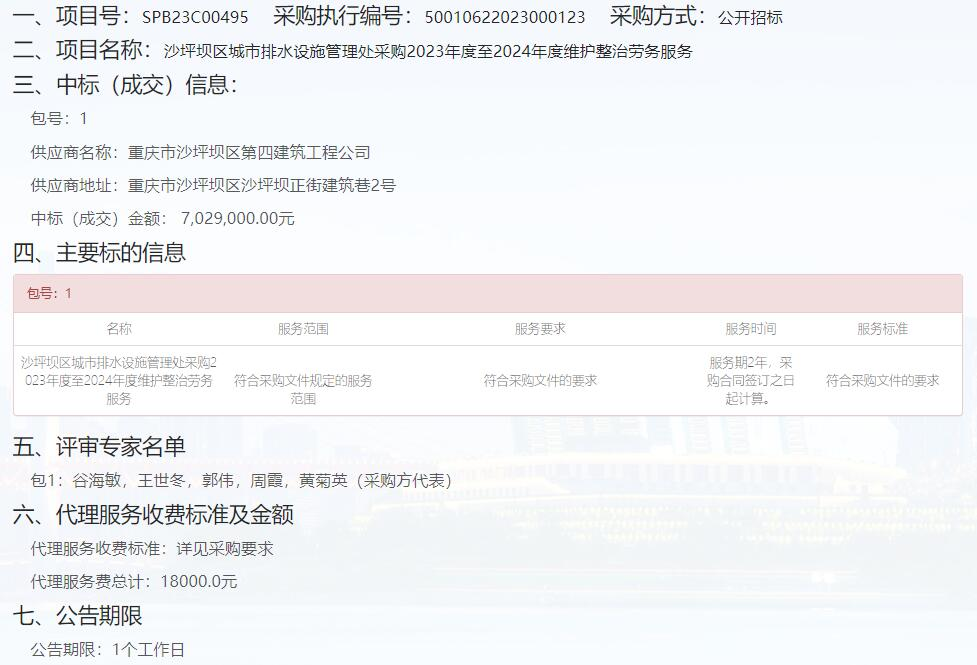 一、项目号：SPB23C00495 采购执行编号：50010622023000123 采购方式：公开招标
二、项目名称：沙坪坝区城市排水设施管理处采购2023年度至2024年度维护整治劳务服务
三、中标（成交）信息：
包号：1
供应商名称：重庆市沙坪坝区第四建筑工程公司
供应商地址：重庆市沙坪坝区沙坪坝正街建筑巷2号
中标（成交）金额： 7,029,000.00元
四、主要标的信息
包号：1
名称 服务范围 服务要求 服务时间 服务标准
沙坪坝区城市排水设施管理处采购2
023年度至2024年度维护整治劳务
服务
符合采购文件规定的服务
范围
符合采购文件的要求
服务期2年，采
购合同签订之日
起计算。
符合采购文件的要求
五、评审专家名单
包1：谷海敏，王世冬，郭伟，周霞，黄菊英（采购方代表）
六、代理服务收费标准及金额
代理服务收费标准：详见采购要求
代理服务费总计：18000.0元
七、公告期限
公告期限：1个工作日